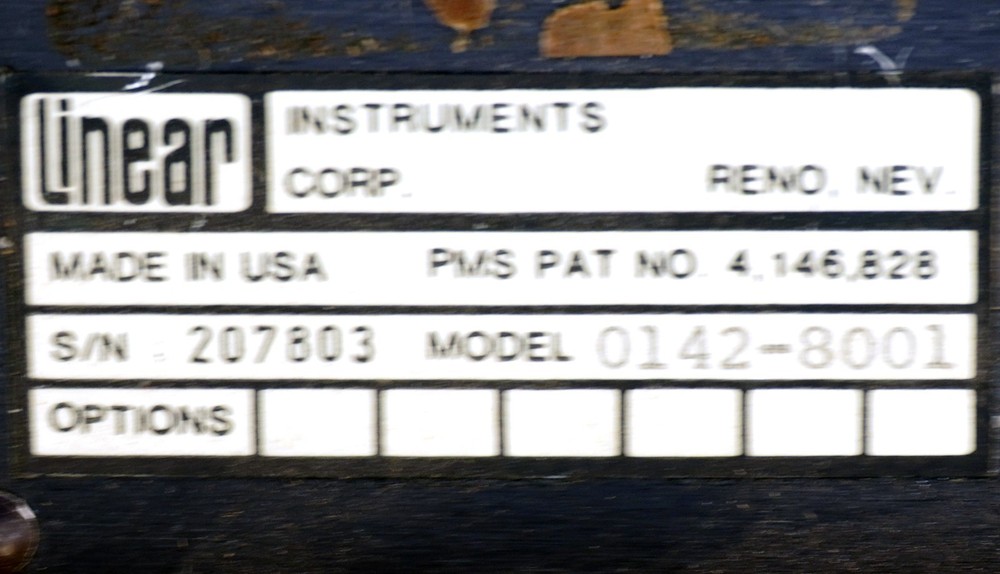 Linear INSTRUMENTS
CORP. RENO, NEV.
MADE IN USA PMS PAT NO. 4,146,828
S/N : 207803 MODEL 0142-8001
OPTIONS